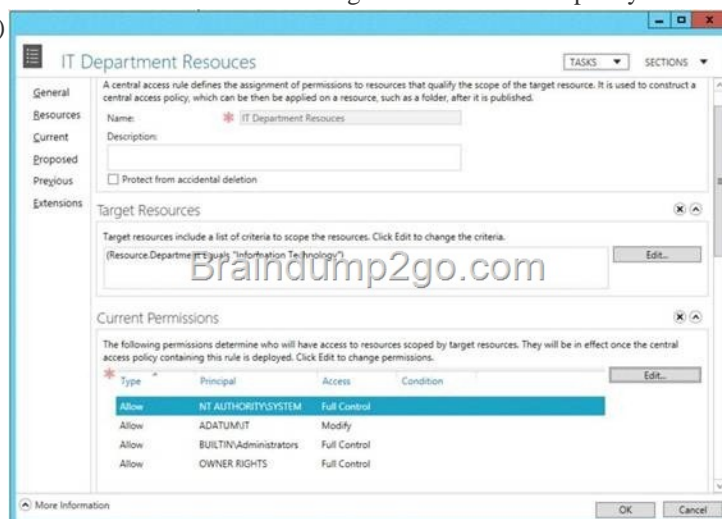 IT Department Resouces
TASKS
SECTIONS
General
Resources
Current
Proposed
Previous
Extensions
A central access rule defines the assignment of permissions to resources that qualify the scope of the target resource. It is used to construct a
central access policy, which can be then be applied on a resource, such as a folder, after it is published.
Name: * IT Department Resouces
Description:
Protect from accidental deletion
Target Resources
Target resources include a list of criteria to scope the resources. Click Edit to change the criteria.
(Resource.Department Equals "Information Technology")
Edit...
Braindump2go.com
Current Permissions
The following permissions determine who will have access to resources scoped by target resources. They will be in effect once the central
access policy containing this rule is deployed. Click Edit to change permissions.
* Type Principal Access Condition
Edit...
Allow NT AUTHORITY\SYSTEM Full Control
Allow ADATUM\IT Modify
Allow BUILTIN\Administrators Full Control
Allow OWNER RIGHTS Full Control
More Information
OK Cancel